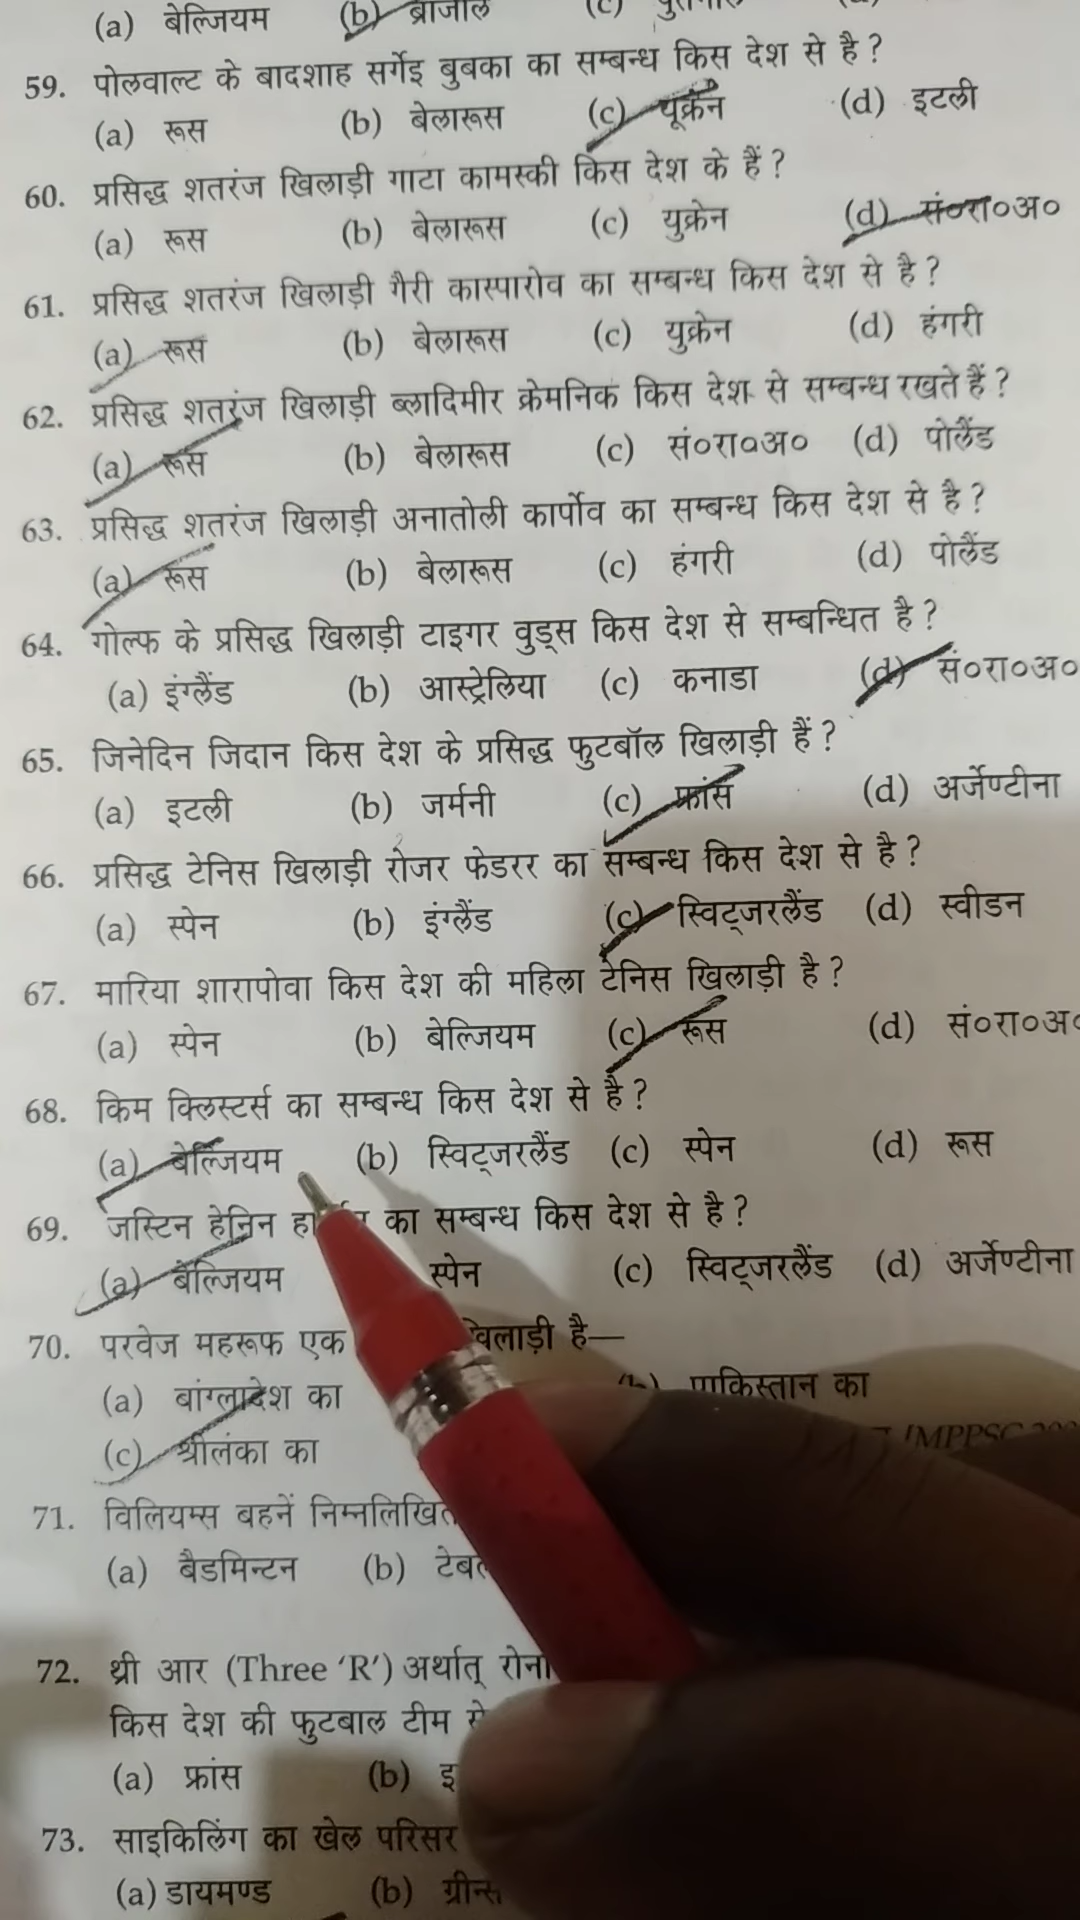 (a) बेल्जियम (b) ब्राजील (c)
59. पोलवाल्ट के बादशाह सर्गेइ बुबका का सम्बन्ध किस देश से है ?
(a) रूस (b) बेलारूस (c) यूक्रेन (d) इटली
60. प्रसिद्ध शतरंज खिलाड़ी गाटा कामस्की किस देश के हैं ?
(a) रूस (b) बेलारूस (c) युक्रेन (d) सं०रा०अ०
61. प्रसिद्ध शतरंज खिलाड़ी गैरी कास्पारोव का सम्बन्ध किस देश से है ?
(a) रूस (b) बेलारूस (c) युक्रेन (d) हंगरी
62. प्रसिद्ध शतरंज खिलाड़ी ब्लादिमीर क्रेमनिक किस देश से सम्बन्ध रखते हैं ?
(a) रूस (b) बेलारूस (c) सं०रा०अ० (d) पोलैंड
63. प्रसिद्ध शतरंज खिलाड़ी अनातोली कार्पोव का सम्बन्ध किस देश से है ?
(a) रूस (b) बेलारूस (c) हंगरी (d) पोलैंड
64. गोल्फ के प्रसिद्ध खिलाड़ी टाइगर वुड्स किस देश से सम्बन्धित है ?
(a) इंग्लैंड (b) आस्ट्रेलिया (c) कनाडा (d) सं०रा०अ०
65. जिनेदिन जिदान किस देश के प्रसिद्ध फुटबॉल खिलाड़ी हैं ?
(a) इटली (b) जर्मनी (c) फ्रांस (d) अर्जेण्टीना
66. प्रसिद्ध टेनिस खिलाड़ी रोजर फेडरर का सम्बन्ध किस देश से है ?
(a) स्पेन (b) इंग्लैंड (c) स्विट्जरलैंड (d) स्वीडन
67. मारिया शारापोवा किस देश की महिला टेनिस खिलाड़ी है ?
(a) स्पेन (b) बेल्जियम (c) रूस (d) सं०रा०अ०
68. किम क्लिस्टर्स का सम्बन्ध किस देश से है ?
(a) बेल्जियम (b) स्विट्जरलैंड (c) स्पेन (d) रूस
69. जस्टिन हेनिन का सम्बन्ध किस देश से है ?
(a) बेल्जियम स्पेन (c) स्विट्जरलैंड (d) अर्जेण्टीना
70. परवेज महरूफ एक खिलाड़ी है—
(a) बांग्लादेश का (b) पाकिस्तान का
(c) श्रीलंका का [MPPSC
71. विलियम्स बहनें निम्नलिखित
(a) बैडमिन्टन (b)
72. थ्री आर (Three ‘R’) अर्थात्
किस देश की फुटबाल टीम से
(a) फ्रांस (b)
73. साइकिलिंग का खेल परिसर
(a) डायमण्ड (b) ग्रीन्स